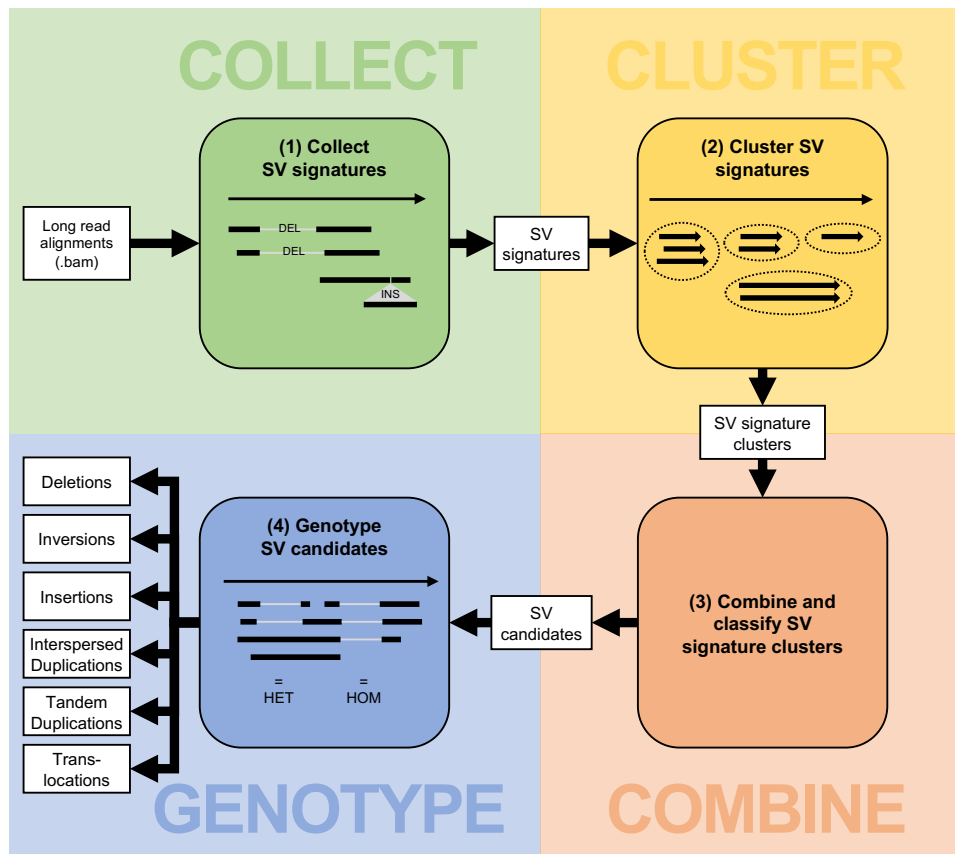 COLLECT
CLUSTER
(1) Collect
SV signatures
DEL
DEL
INS
Long read
alignments
(.bam)
SV
signatures
(2) Cluster SV
signatures
SV signature
clusters
(3) Combine and
classify SV
signature clusters
SV
candidates
(4) Genotype
SV candidates
=
HET
=
HOM
Deletions
Inversions
Insertions
Interspersed
Duplications
Tandem
Duplications
Trans-
locations
GENOTYPE
COMBINE